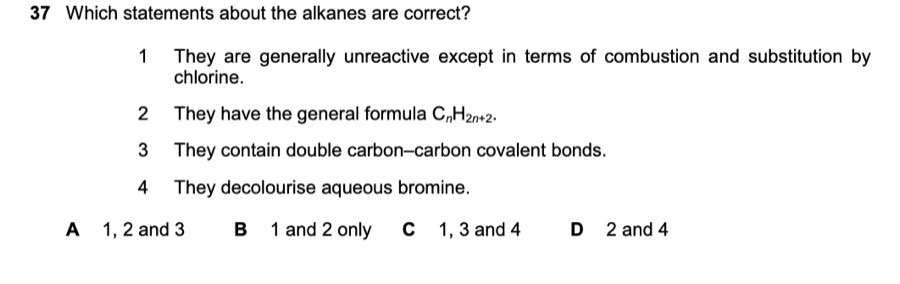 37 Which statements about the alkanes are correct?
1 They are generally unreactive except in terms of combustion and substitution by
chlorine.
2 They have the general formula CₙH₂ₙ₊₂.
3 They contain double carbon–carbon covalent bonds.
4 They decolourise aqueous bromine.
A 1, 2 and 3 B 1 and 2 only C 1, 3 and 4 D 2 and 4